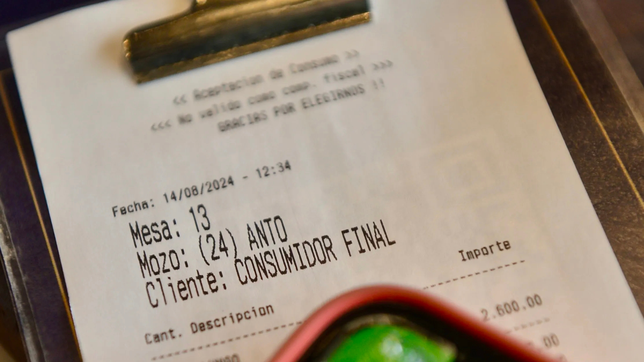 << Aceptacion de Consumo >>
<<< No valido como comp. fiscal >>>
GRACIAS POR ELEGIRNOS !!
Fecha: 14/08/2024 - 12:34
Mesa: 13
Mozo: (24) ANTO
Cliente: CONSUMIDOR FINAL
Cant. Descripcion Importe
2.600.00